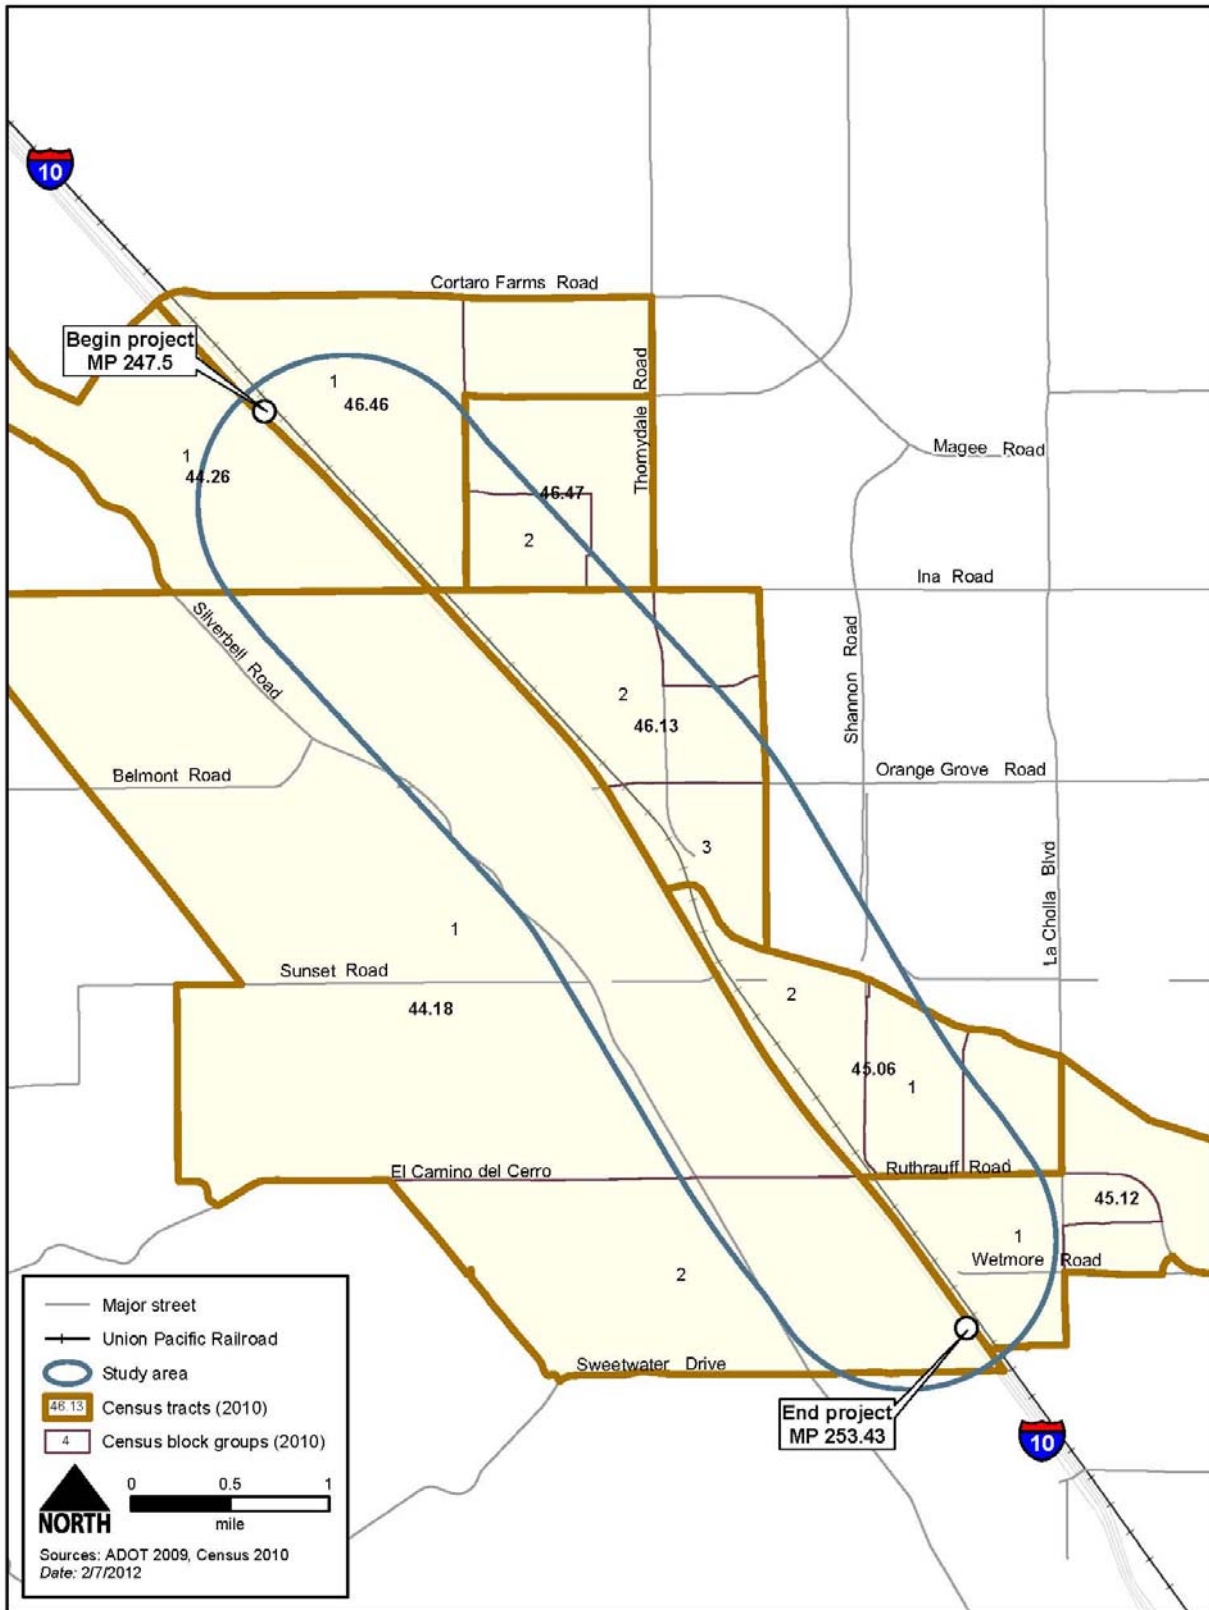 10
Cortaro Farms Road
Begin project
MP 247.5
Thornydale Road
1
46.46
Magee Road
1
44.26
46.47
2
Ina Road
Silverbell Road
Shannon Road
2
46.13
Belmont Road
Orange Grove Road
3
La Cholla Blvd
1
Sunset Road
2
44.18
45.06
1
El Camino del Cerro
Ruthrauff Road
45.12
1
Wetmore Road
2
Sweetwater Drive
End project
MP 253.43
10
Major street
Union Pacific Railroad
Study area
46.13 Census tracts (2010)
4 Census block groups (2010)
NORTH
0 0.5 1
mile
Sources: ADOT 2009, Census 2010
Date: 2/7/2012